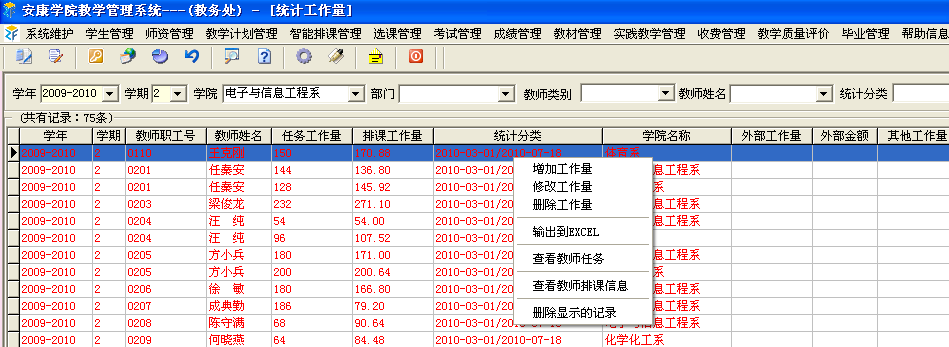 安康学院教学管理系统---(教务处) - [统计工作量]
系统维护 学生管理 师资管理 教学计划管理 智能排课管理 选课管理 考试管理 成绩管理 教材管理 实践教学管理 收费管理 教学质量评价 毕业管理 帮助信息
学年 2009-2010 学期 2 学院 电子与信息工程系 部门 教师类别 教师姓名 统计分类
(共有记录:75条)
学年 学期 教师职工号 教师姓名 任务工作量 排课工作量 统计分类 学院名称 外部工作量 外部金额 其他工作量
2009-2010 2 0110 150 2010-03-01/2010-07-18
2009-2010 2 0201 任秦安 144 136.80 2010-03-01/20 息工程系
2009-2010 2 0201 任秦安 128 145.92 2010-03-01/20 系
2009-2010 2 0203 梁俊龙 232 271.10 2010-03-01/20 息工程系
2009-2010 2 0204 汪 纯 54 54.00 2010-03-01/20 息工程系
2009-2010 2 0204 汪 纯 96 107.52 2010-03-01/20
2009-2010 2 0205 方小兵 180 171.00 2010-03-01/20 息工程系
2009-2010 2 0205 方小兵 200 200.64 2010-03-01/20 系
2009-2010 2 0206 徐 敏 180 166.80 2010-03-01/20 息工程系
2009-2010 2 0207 成典勤 186 79.20 2010-03-01/20 息工程系
2009-2010 2 0208 陈守满 68 90.64 2010-03-01/2010-07-18 电子与信息工程系
2009-2010 2 0209 何晓燕 64 84.48 2010-03-01/2010-07-18 化学化工系
增加工作量
修改工作量
删除工作量
输出到EXCEL
查看教师任务
查看教师排课信息
删除显示的记录